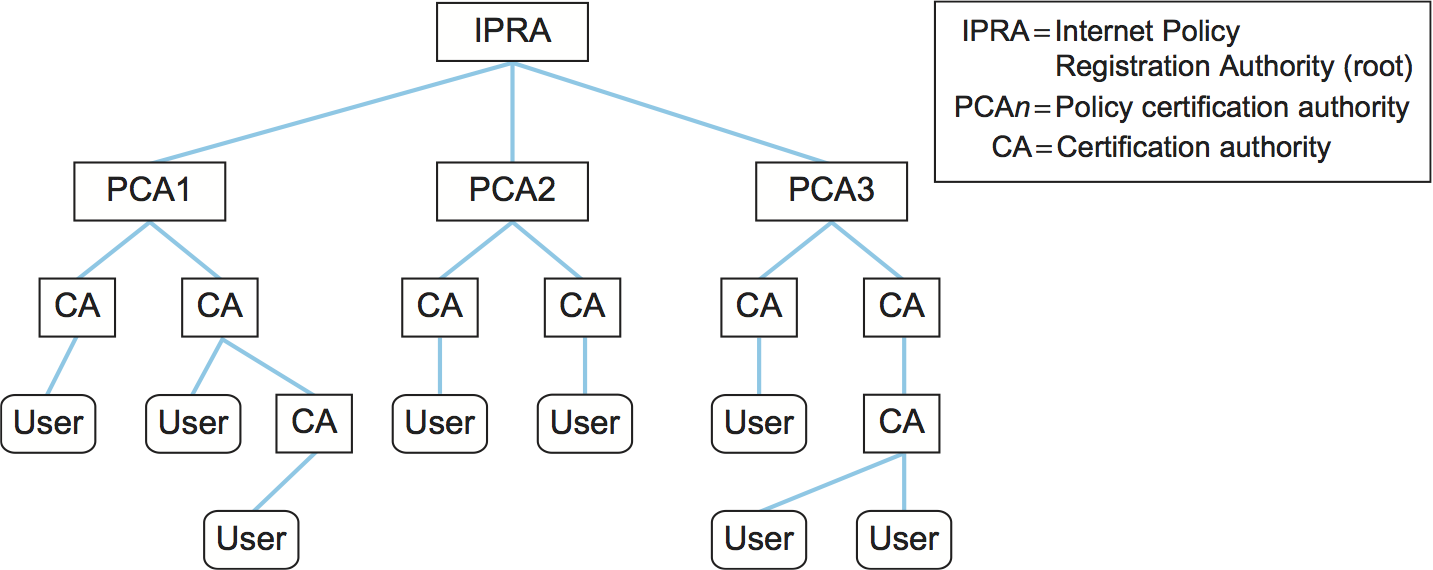 IPRA
IPRA = Internet Policy
Registration Authority (root)
PCAn = Policy certification authority
CA = Certification authority
PCA1 PCA2 PCA3
CA CA CA CA CA CA
User User CA User User User CA
User User User